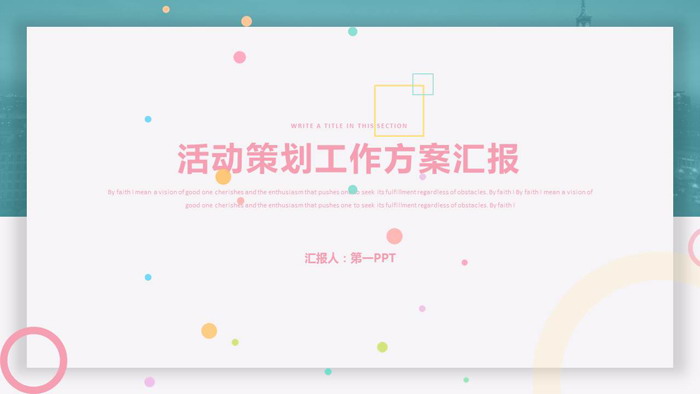 WRITE A TITLE IN THIS SECTION
活动策划工作方案汇报
By faith I mean a vision of good one cherishes and the enthusiasm that pushes one to seek its fulfillment regardless of obstacles. By faith I By faith I mean a vision of
good one cherishes and the enthusiasm that pushes one to seek its fulfillment regardless of obstacles. By faith I
汇报人：第一PPT